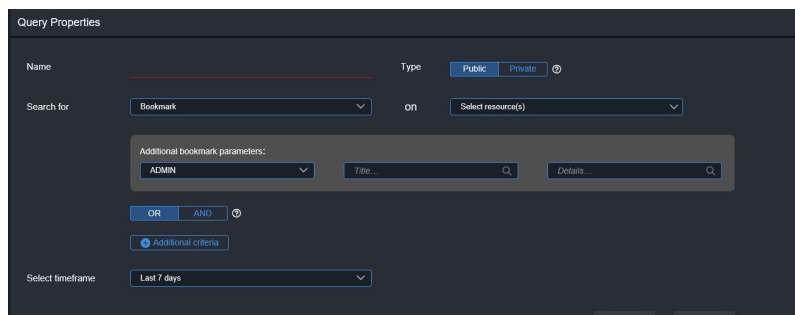 Query Properties
Name Type Public Private ?
Search for Bookmark on Select resource(s)
Additional bookmark parameters:
ADMIN Title... Details...
OR AND ?
+ Additional criteria
Select timeframe Last 7 days